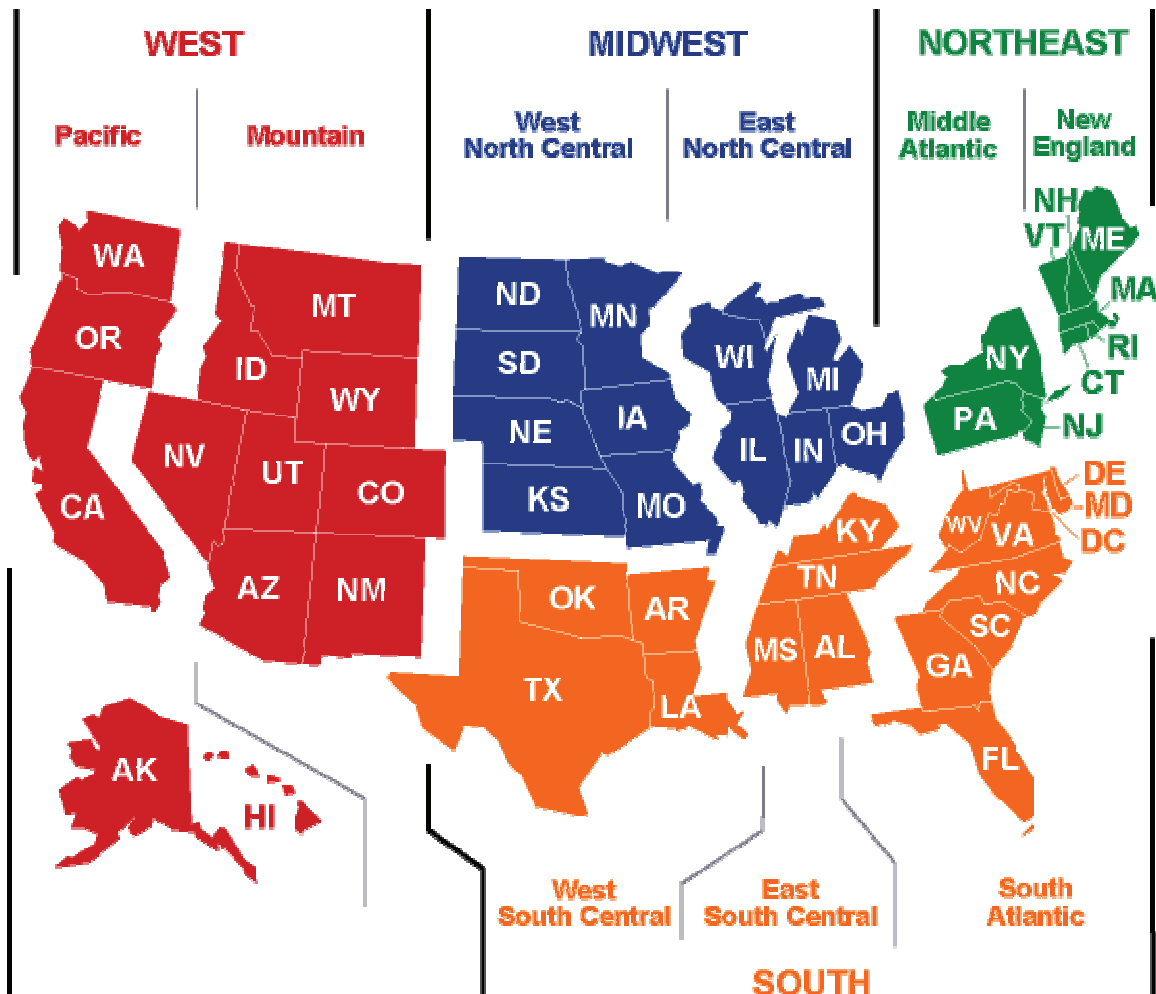 WEST
MIDWEST
NORTHEAST
Pacific
Mountain
West
North Central
East
North Central
Middle
Atlantic
New
England
NH
VT
ME
MA
RI
CT
NJ
NY
PA
WA
OR
CA
MT
ID
WY
NV
UT
CO
AZ
NM
ND
MN
SD
NE
IA
KS
MO
WI
MI
IL
IN
OH
DE
MD
DC
WV
VA
KY
TN
NC
SC
OK
AR
TX
LA
MS
AL
GA
FL
AK
HI
West
South Central
East
South Central
South
Atlantic
SOUTH